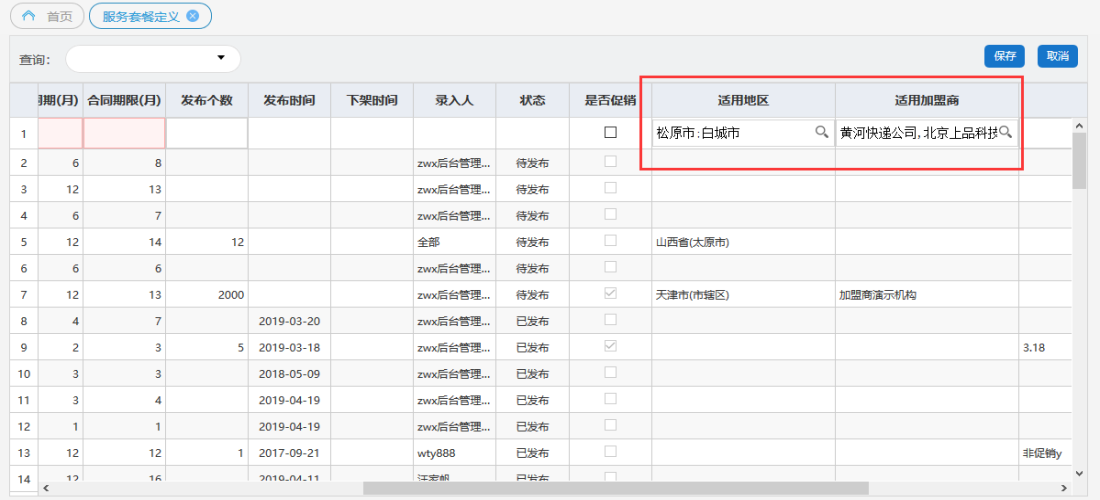 首页 服务套餐定义
查询： 保存 取消
期(月) 合同期限(月) 发布个数 发布时间 下架时间 录入人 状态 是否促销 适用地区 适用加盟商
1 松原市:白城市 黄河快递公司,北京上品科技
2 6 8 zwx后台管理... 待发布
3 12 13 zwx后台管理... 待发布
4 6 7 zwx后台管理... 待发布
5 12 14 12 全部 待发布 山西省(太原市)
6 6 6 zwx后台管理... 待发布
7 12 13 2000 zwx后台管理... 待发布 天津市(市辖区) 加盟商演示机构
8 4 7 2019-03-20 zwx后台管理... 已发布
9 2 3 5 2019-03-18 zwx后台管理... 已发布 3.18
10 3 3 2018-05-09 zwx后台管理... 已发布
11 3 4 2019-04-19 zwx后台管理... 已发布
12 1 1 2019-04-19 zwx后台管理... 已发布
13 12 12 1 2017-09-21 wty888 已发布 非促销y
14 12 16 2019-04-11 已发布